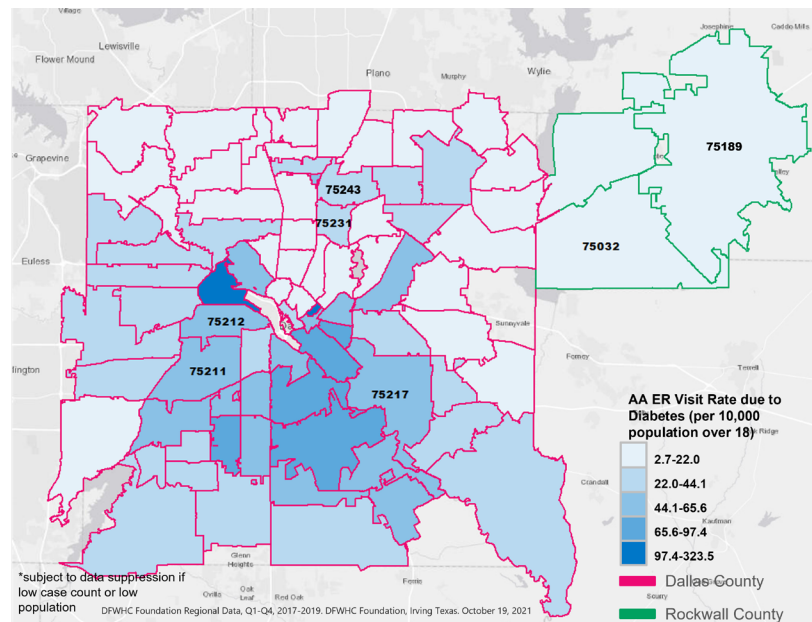 Village
Josephine
Caddo Mills
Lewisville
Flower Mound
Plano
Murphy
Wylie
Grapevine
75189
75243
75231
75032
Euless
75212
Sunnyvale
75211
75217
Forney
Terrell
lington
AA ER Visit Rate due to
Diabetes (per 10,000
population over 18)
2.7-22.0
22.0-44.1
44.1-65.6
65.6-97.4
97.4-323.5
Ridge
Crandall
Kaufman
Glenn
Heights
Ferris
Dallas County
Rockwall County
*subject to data suppression if
low case count or low
population
Ovilla
Oak
Leaf
Red Oak
DFWHC Foundation Regional Data, Q1-Q4, 2017-2019. DFWHC Foundation, Irving Texas. October 19, 2021